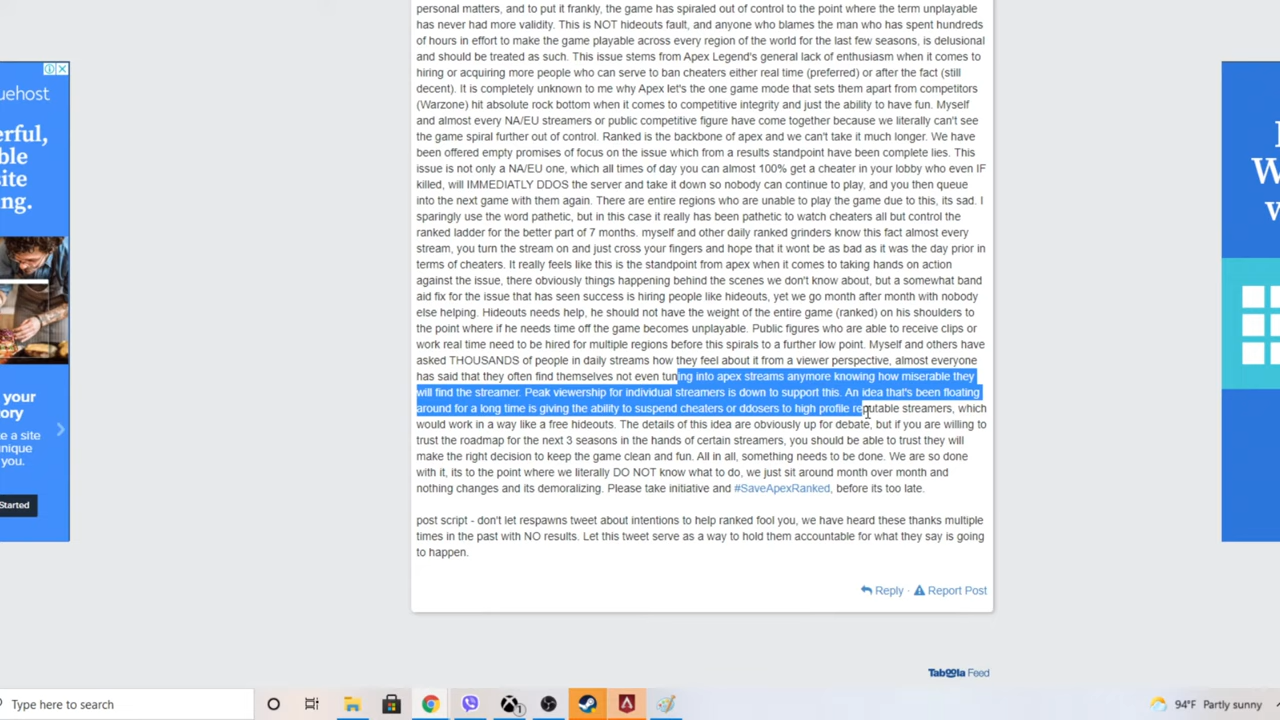 personal matters, and to put it frankly, the game has spiraled out of control to the point where the term unplayable
has never had more validity. This is NOT hideouts fault, and anyone who blames the man who has spent hundreds
of hours in effort to make the game playable across every region of the world for the last few seasons, is delusional
and should be treated as such. This issue stems from Apex Legend's general lack of enthusiasm when it comes to
hiring or acquiring more people who can serve to ban cheaters either real time (preferred) or after the fact (still
decent). It is completely unknown to me why Apex let's the one game mode that sets them apart from competitors
(Warzone) hit absolute rock bottom when it comes to competitive integrity and just the ability to have fun. Myself
and almost every NA/EU streamers or public competitive figure have come together because we literally can't see
the game spiral further out of control. Ranked is the backbone of apex and we can't take it much longer. We have
been offered empty promises of focus on the issue which from a results standpoint have been complete lies. This
issue is not only a NA/EU one, which all times of day you can almost 100% get a cheater in your lobby who even IF
killed, will IMMEDIATLY DDOS the server and take it down so nobody can continue to play, and you then queue
into the next game with them again. There are entire regions who are unable to play the game due to this, its sad. I
sparingly use the word pathetic, but in this case it really has been pathetic to watch cheaters all but control the
ranked ladder for the better part of 7 months. myself and other daily ranked grinders know this fact almost every
stream, you turn the stream on and just cross your fingers and hope that it wont be as bad as it was the day prior in
terms of cheaters. It really feels like this is the standpoint from apex when it comes to taking hands on action
against the issue, there obviously things happening behind the scenes we don't know about, but a somewhat band
aid fix for the issue that has seen success is hiring people like hideouts, yet we go month after month with nobody
else helping. Hideouts needs help, he should not have the weight of the entire game (ranked) on his shoulders to
the point where if he needs time off the game becomes unplayable. Public figures who are able to receive clips or
work real time need to be hired for multiple regions before this spirals to a further low point. Myself and others have
asked THOUSANDS of people in daily streams how they feel about it from a viewer perspective, almost everyone
has said that they often find themselves not even tuning into apex streams anymore knowing how miserable they
will find the streamer. Peak viewership for individual streamers is down to support this. An idea that's been floating
around for a long time is giving the ability to suspend cheaters or ddosers to high profile reputable streamers, which
would work in a way like a free hideouts. The details of this idea are obviously up for debate, but if you are willing to
trust the roadmap for the next 3 seasons in the hands of certain streamers, you should be able to trust they will
make the right decision to keep the game clean and fun. All in all, something needs to be done. We are so done
with it, its to the point where we literally DO NOT know what to do, we just sit around month over month and
nothing changes and its demoralizing. Please take initiative and #SaveApexRanked, before its too late.
post script - don't let respawns tweet about intentions to help ranked fool you, we have heard these thanks multiple
times in the past with NO results. Let this tweet serve as a way to hold them accountable for what they say is going
to happen.
Reply · Report Post
Taboola Feed
uehost
erful,
ble
site
ng.
your
ory
e a site
unique
you.
Started
W
w
Type here to search
1
94°F Partly sunny